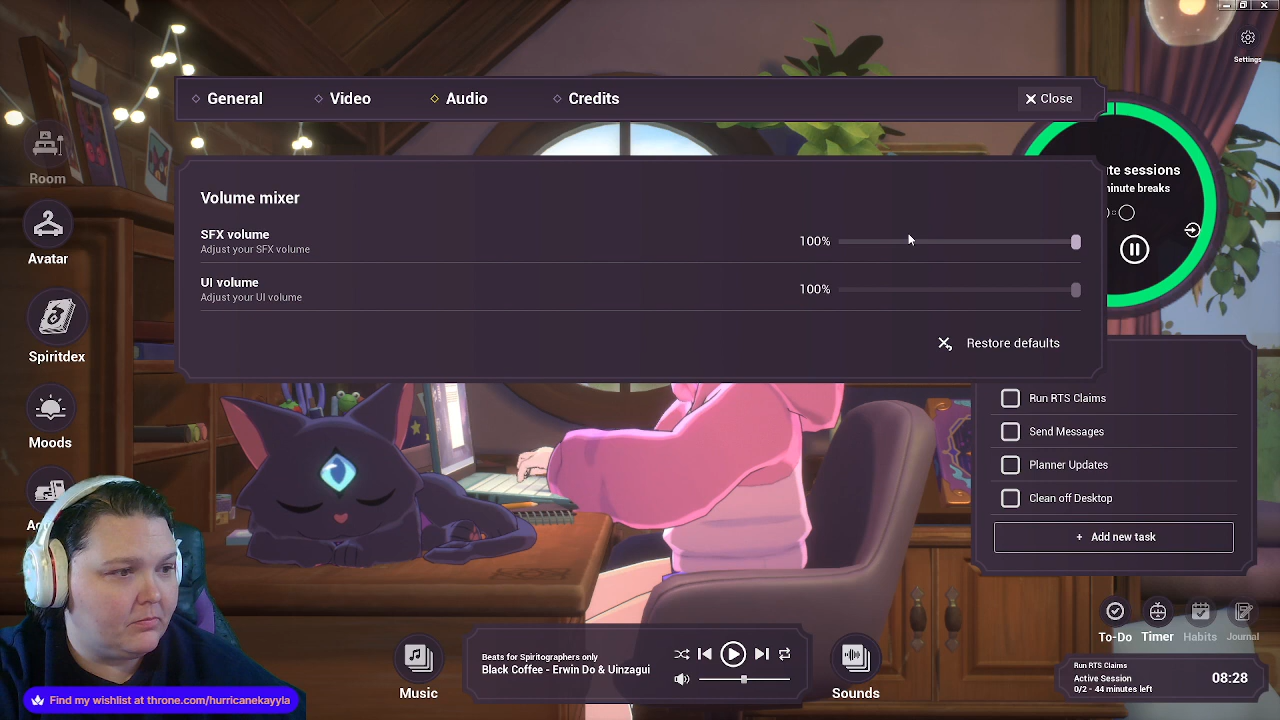 Settings
General
Video
Audio
Credits
Close
Room
Avatar
Spiritdex
Moods
Volume mixer
SFX volume
Adjust your SFX volume
100%
UI volume
Adjust your UI volume
100%
Restore defaults
sessions
breaks
Run RTS Claims
Send Messages
Planner Updates
Clean off Desktop
+ Add new task
To-Do
Timer
Habits
Journal
Music
Beats for Spiritographers only
Black Coffee - Erwin Do & Uinzagui
Sounds
Run RTS Claims
Active Session
0/2 - 44 minutes left
08:28
Find my wishlist at throne.com/hurricanekayyla